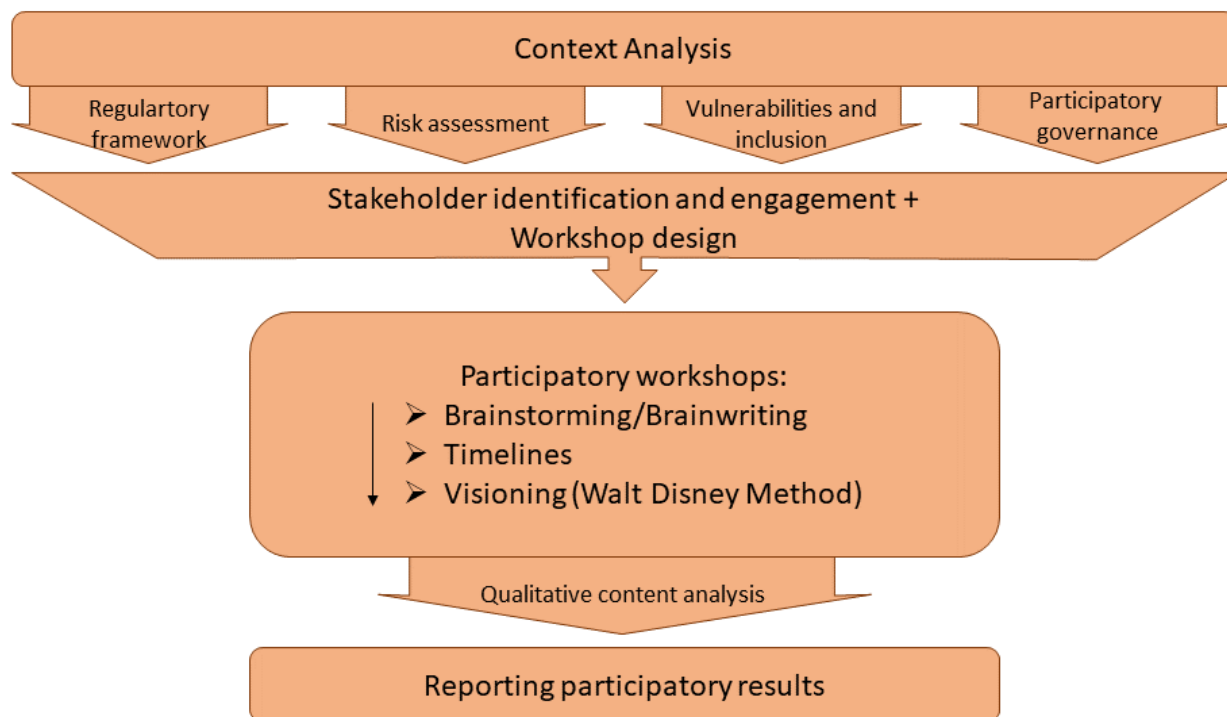 Context Analysis
Regulartory
framework
Risk assessment
Vulnerabilities and
inclusion
Participatory
governance
Stakeholder identification and engagement +
Workshop design
Participatory workshops:
➢ Brainstorming/Brainwriting
➢ Timelines
➢ Visioning (Walt Disney Method)
Qualitative content analysis
Reporting participatory results